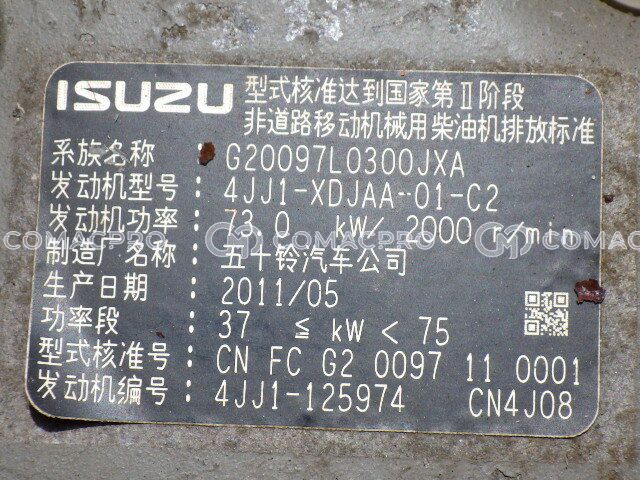 ISUZU 型式核准达到国家第Ⅱ阶段
非道路移动机械用柴油机排放标准
系族名称 : G20097L0300JXA
发动机型号: 4JJ1-XDJAA-01-C2
发动机功率: 73.0 kW/ 2000 r/min
COMACPRO COMACPRO COMACPRO
制造厂名称: 五十铃汽车公司
生产日期 : 2011/05
功率段 : 37 ≤ kW < 75
型式核准号: CN FC G2 0097 11 0001
发动机编号: 4JJ1-125974 CN4J08